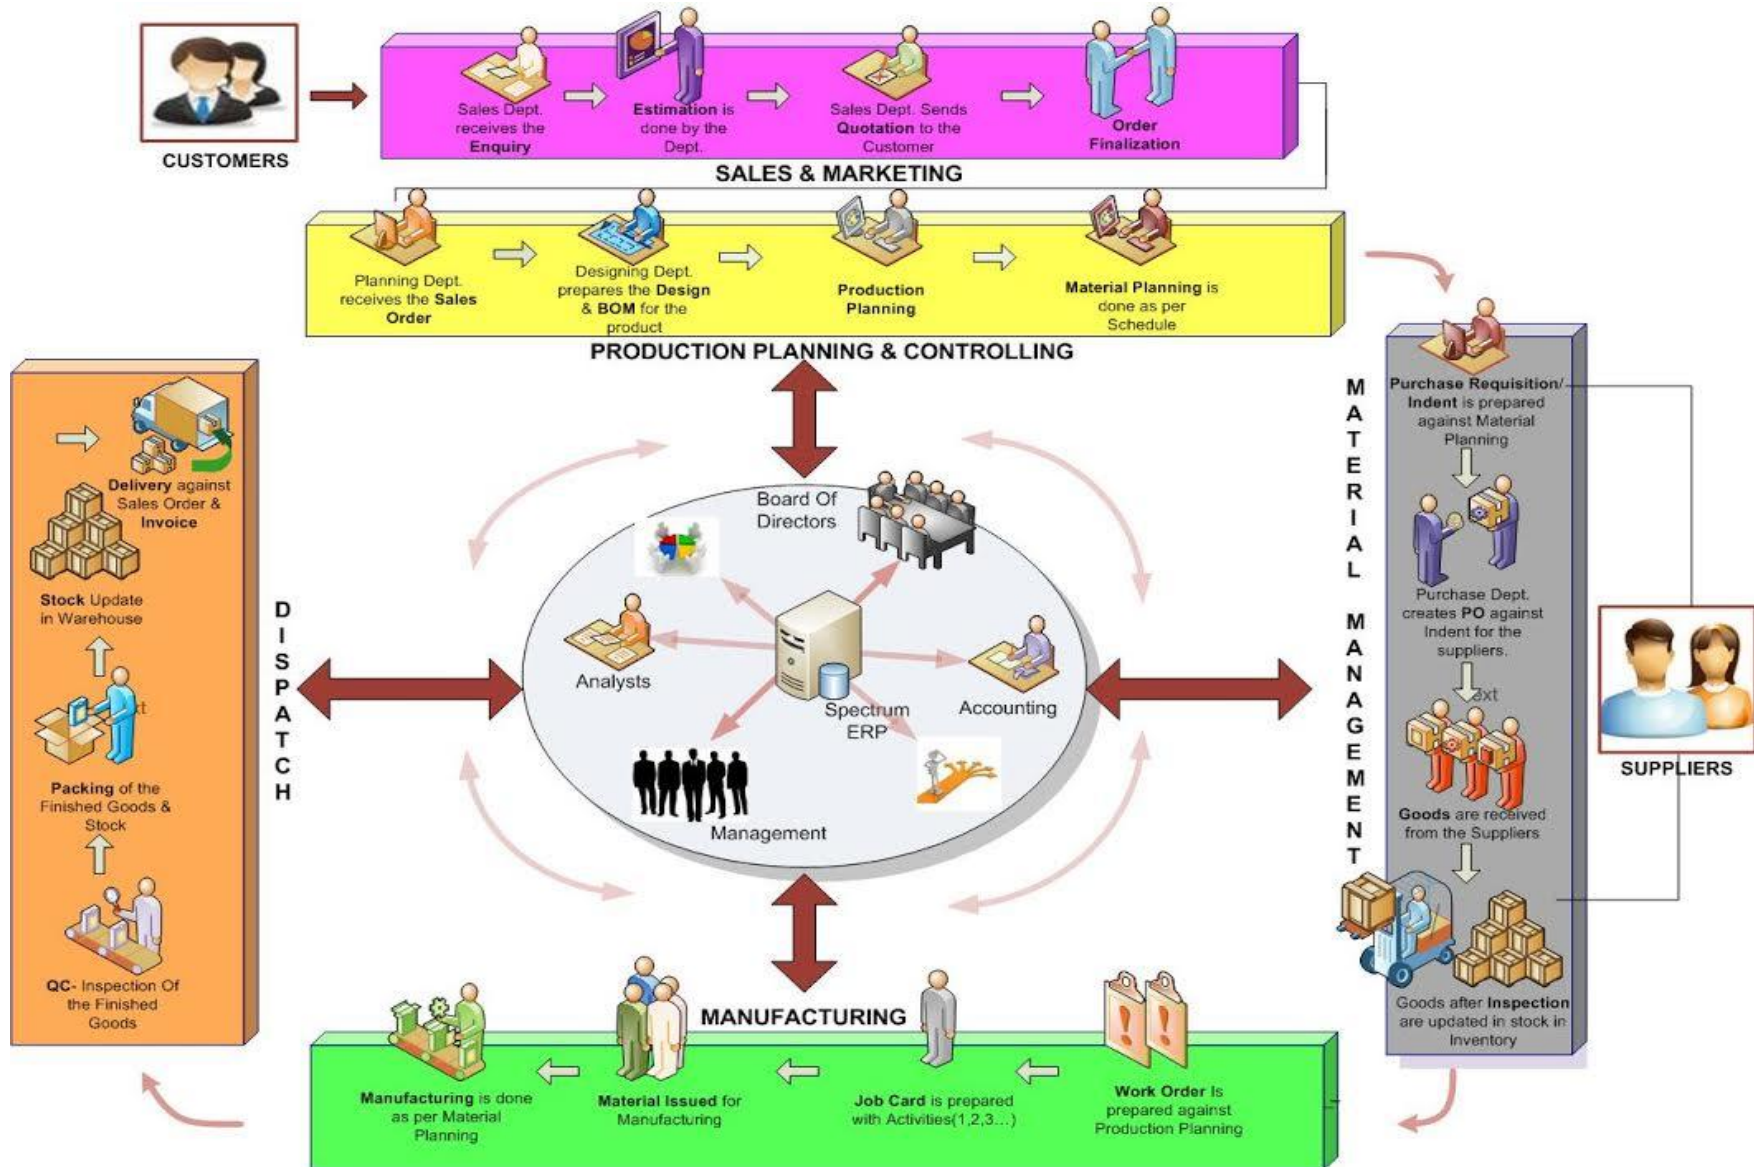 CUSTOMERS
Sales Dept.
receives the
Enquiry
Estimation is
done by the
Dept.
Sales Dept. Sends
Quotation to the
Customer
Order
Finalization
SALES & MARKETING
Planning Dept.
receives the Sales
Order
Designing Dept.
prepares the Design
& BOM for the
product
Production
Planning
Material Planning is
done as per
Schedule
PRODUCTION PLANNING & CONTROLLING
MATERIAL MANAGEMENT
Purchase Requisition/
Indent is prepared
against Material
Planning
Purchase Dept.
creates PO against
Indent for the
suppliers.
ext
Goods are received
from the Suppliers
Goods after Inspection
are updated in stock in
Inventory
SUPPLIERS
Board Of
Directors
Analysts
Spectrum
ERP
Accounting
Management
MANUFACTURING
Work Order Is
prepared against
Production Planning
Job Card is prepared
with Activities(1,2,3...)
Material Issued for
Manufacturing
Manufacturing is done
as per Material
Planning
DISPATCH
Delivery against
Sales Order &
Invoice
Stock Update
in Warehouse
xt
Packing of the
Finished Goods &
Stock
QC- Inspection Of
the Finished
Goods